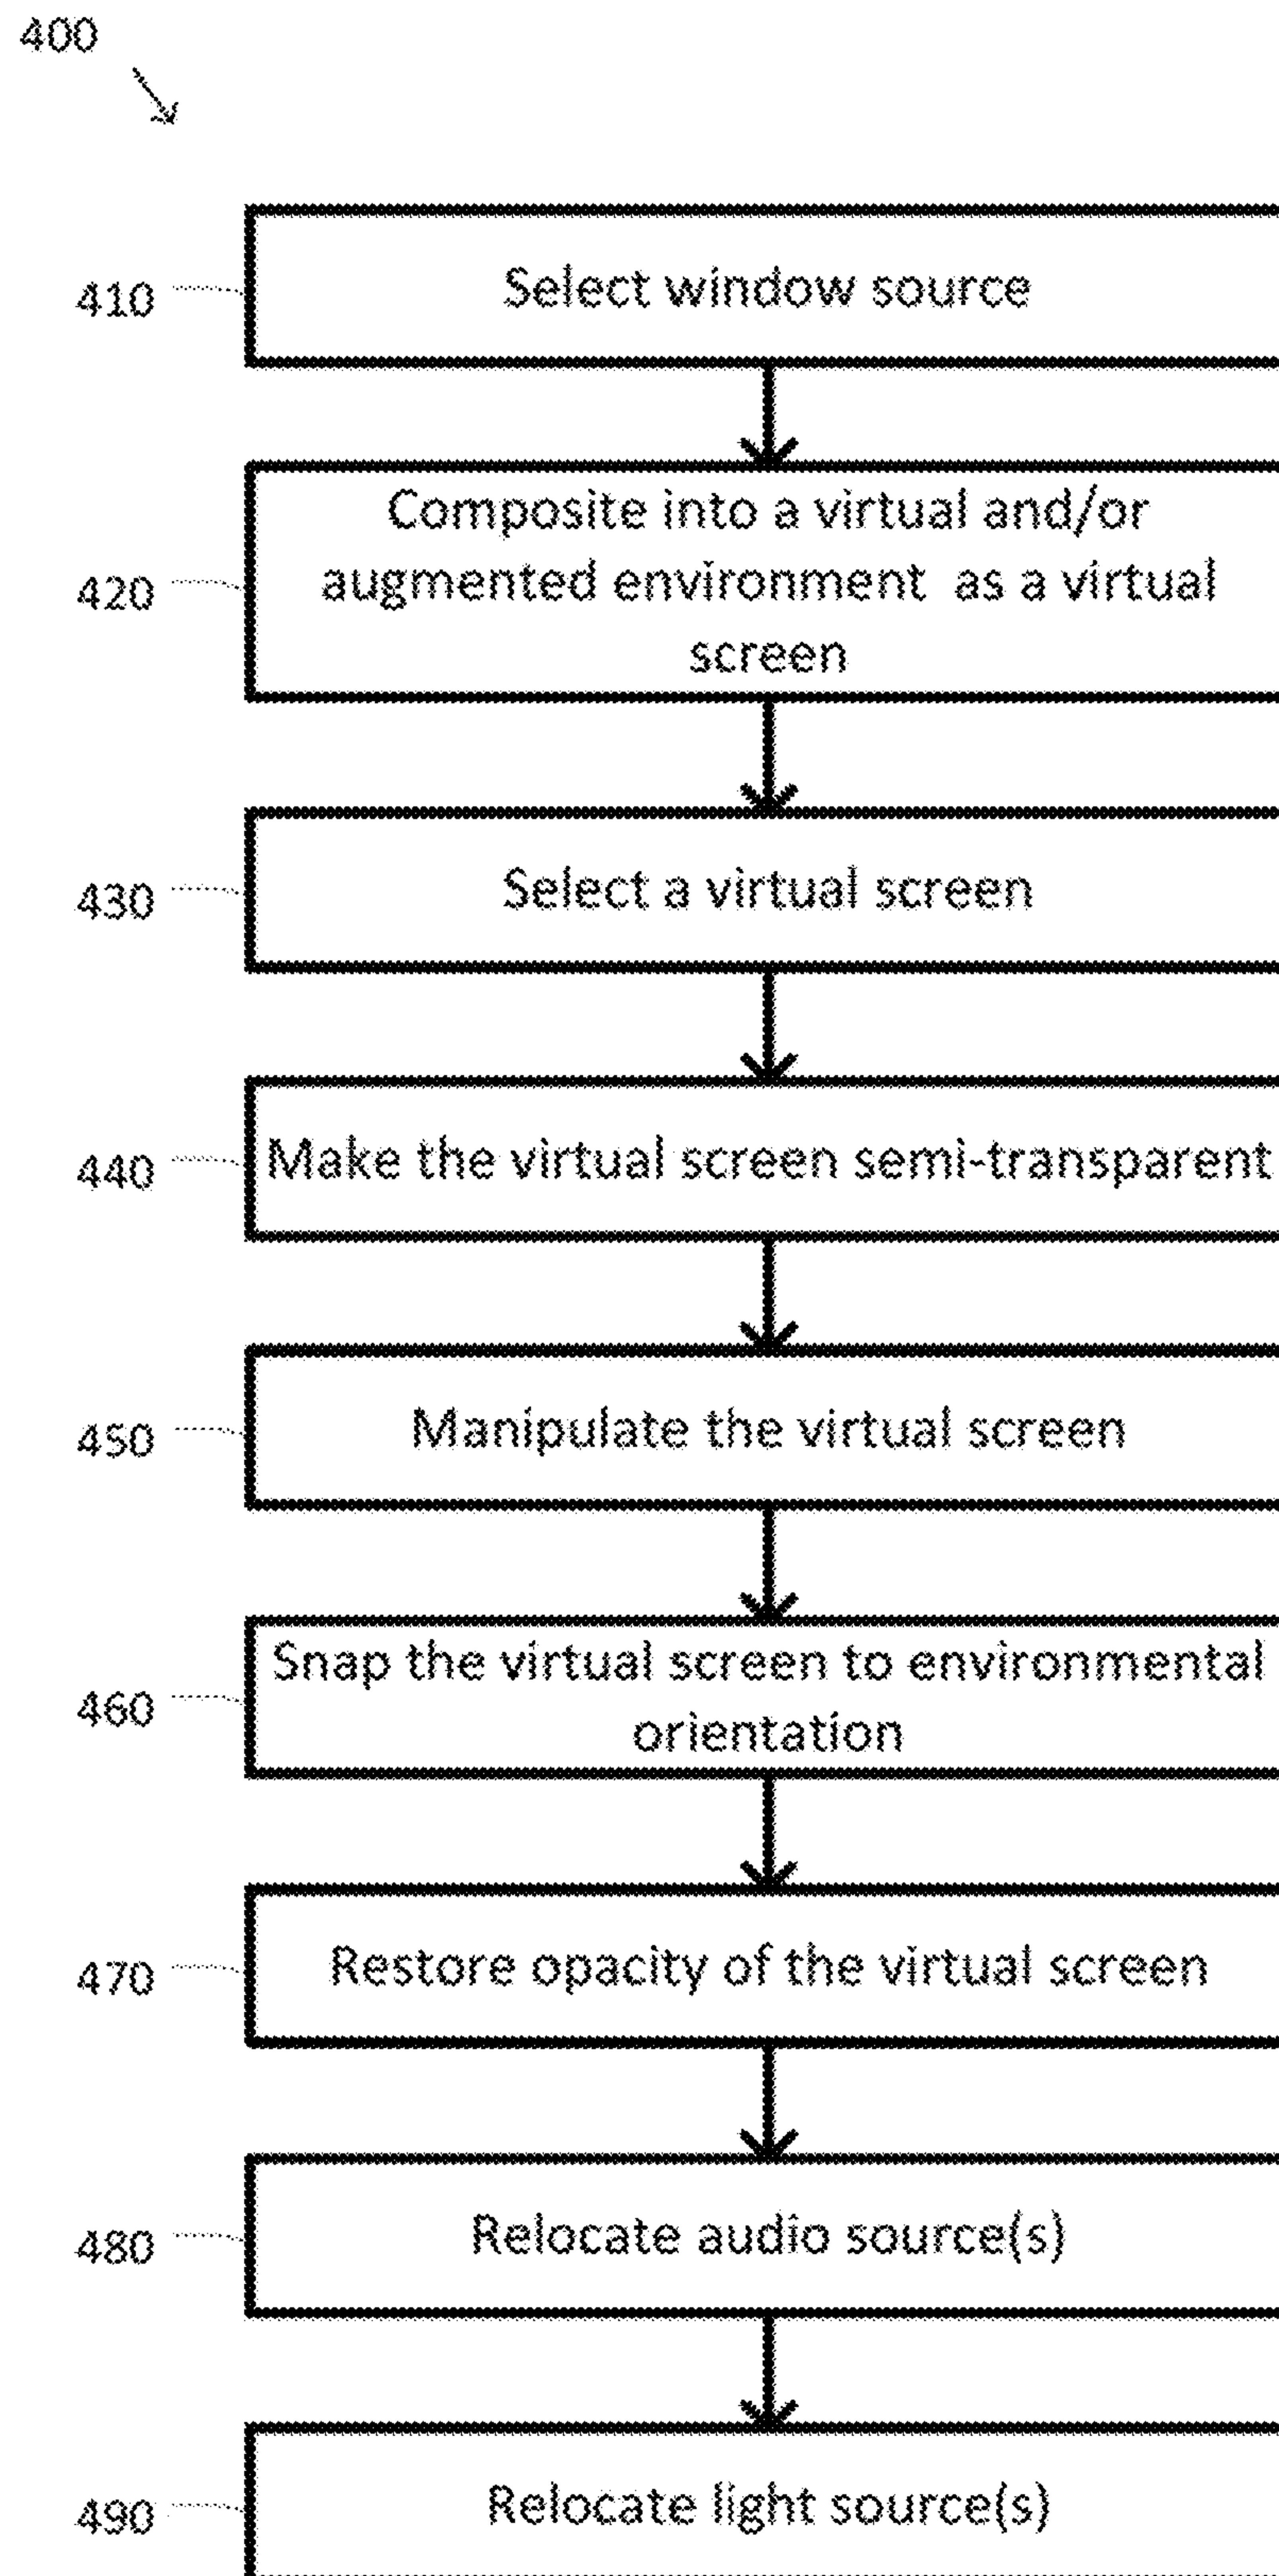 400
410
Select window source
Composite into a virtual and/or
420
augmented environment as a virtual
screen
430
Select a virtual screen
440
Make the virtual screen semi-transparent
450
Manipulate the virtual screen
460
Snap the virtual screen to environmental
orientation
470
Restore opacity of the virtual screen
480
Relocate audio source(s)
490
Relocate light source(s)